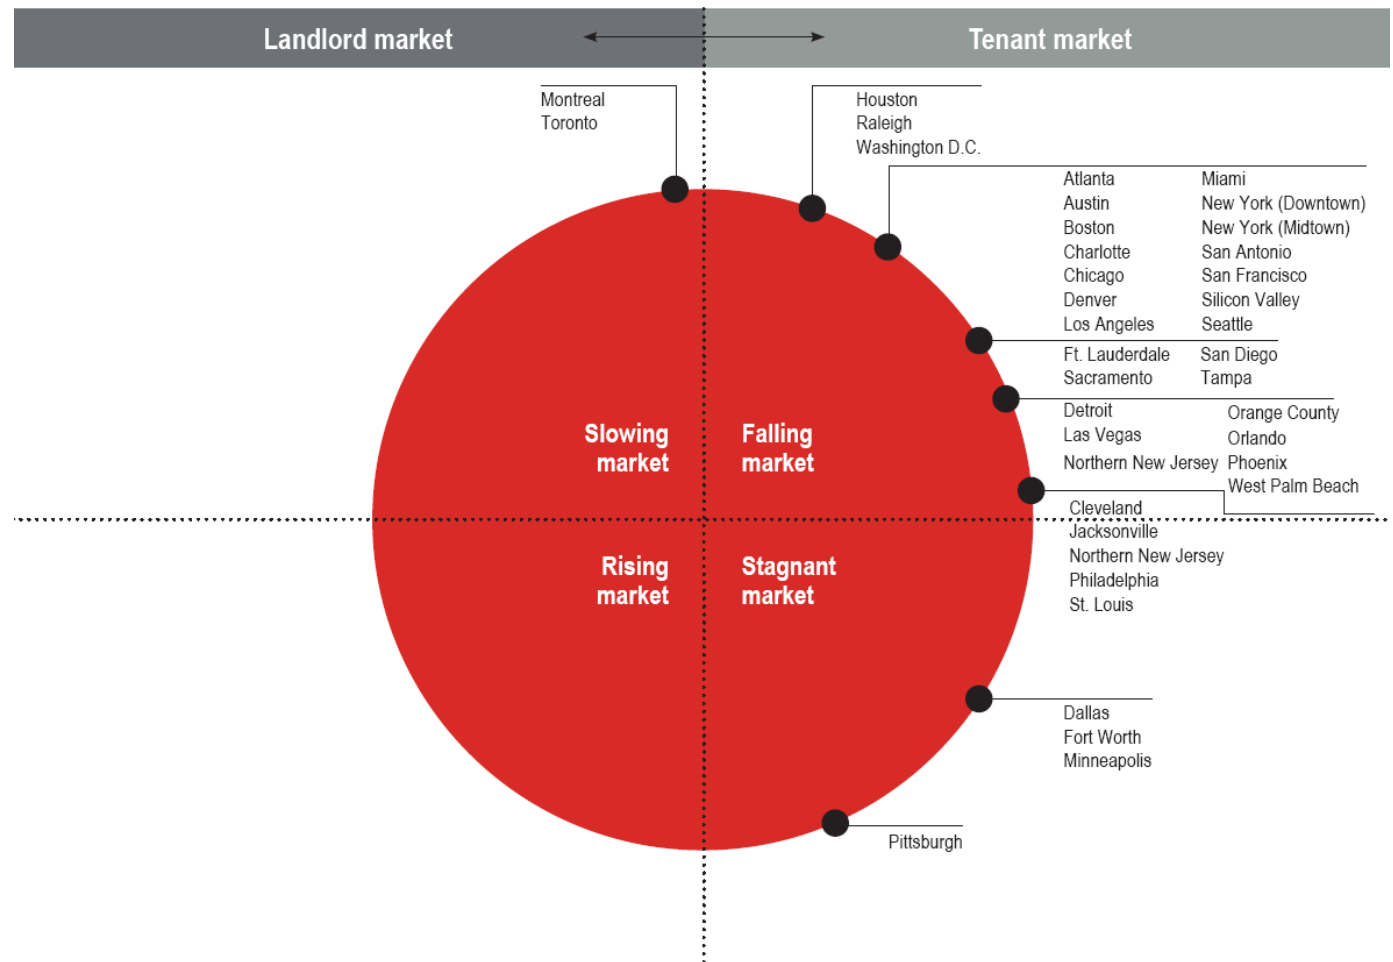 Landlord market
Tenant market
Montreal
Toronto
Houston
Raleigh
Washington D.C.
Atlanta
Austin
Boston
Charlotte
Chicago
Denver
Los Angeles
Miami
New York (Downtown)
New York (Midtown)
San Antonio
San Francisco
Silicon Valley
Seattle
Ft. Lauderdale
Sacramento
San Diego
Tampa
Detroit
Las Vegas
Northern New Jersey
Orange County
Orlando
Phoenix
West Palm Beach
Cleveland
Jacksonville
Northern New Jersey
Philadelphia
St. Louis
Slowing
market
Falling
market
Rising
market
Stagnant
market
Dallas
Fort Worth
Minneapolis
Pittsburgh